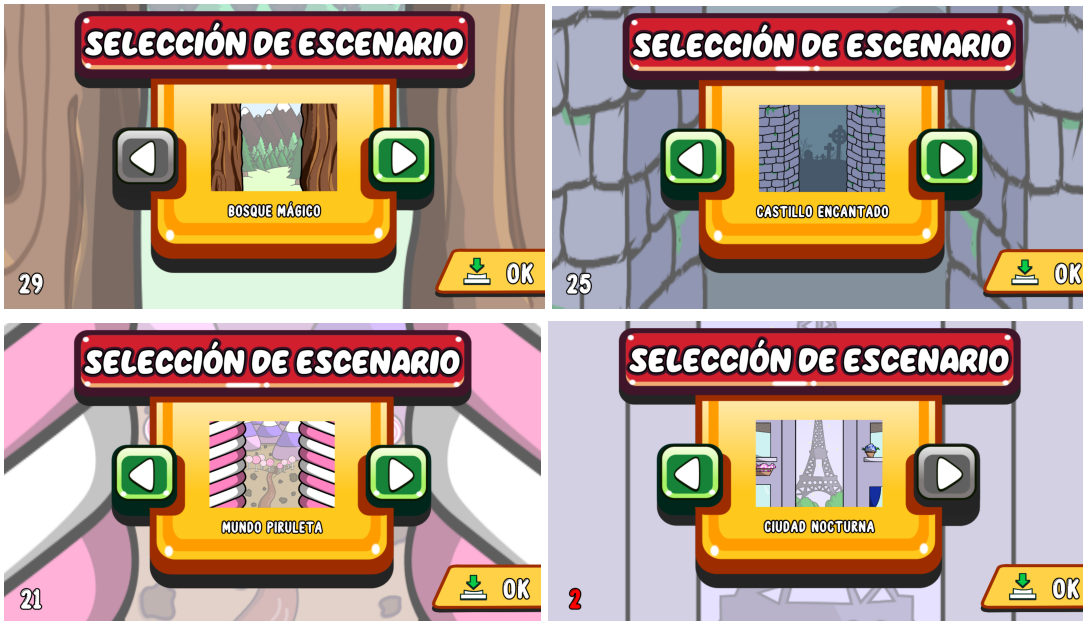 SELECCIÓN DE ESCENARIO
BOSQUE MÁGICO
29
OK
SELECCIÓN DE ESCENARIO
CASTILLO ENCANTADO
25
OK
SELECCIÓN DE ESCENARIO
MUNDO PIRULETA
21
OK
SELECCIÓN DE ESCENARIO
CIUDAD NOCTURNA
2
OK